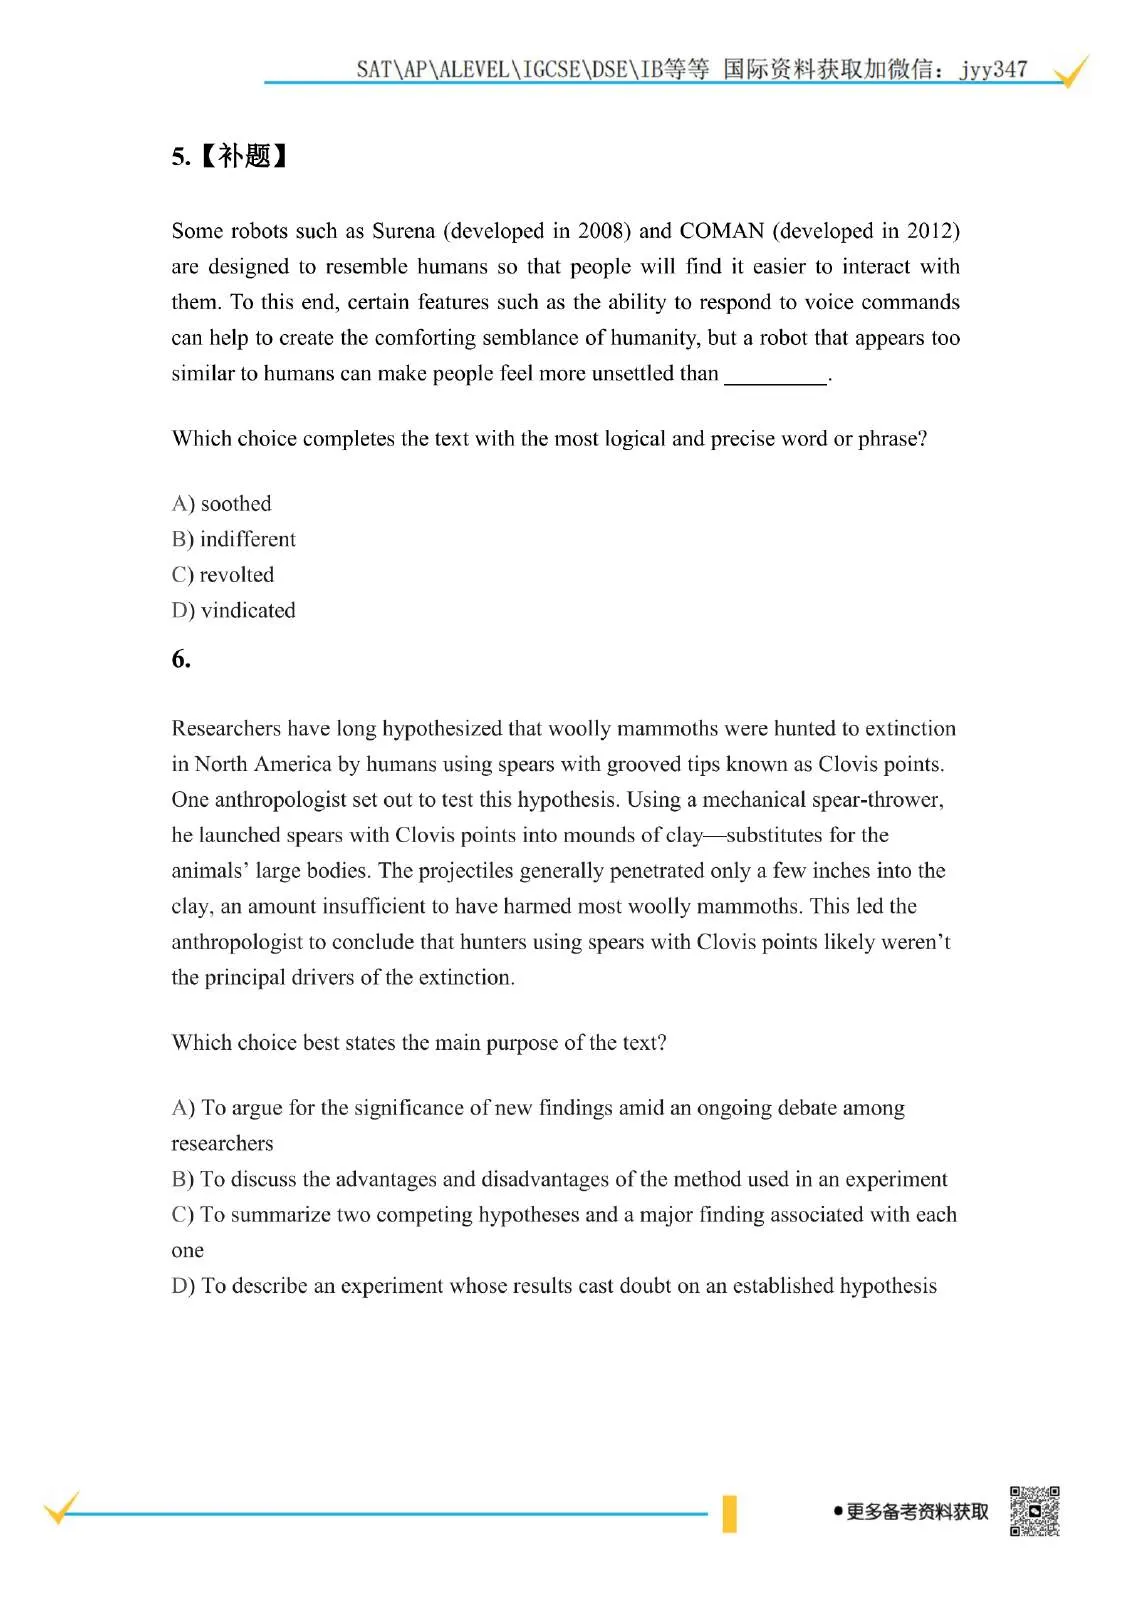 SAT\AP\ALEVEL\IGCSE\DSE\IB等等 国际资料获取加微信：jyy347
5.【补题】
Some robots such as Surena (developed in 2008) and COMAN (developed in 2012)
are designed to resemble humans so that people will find it easier to interact with
them. To this end, certain features such as the ability to respond to voice commands
can help to create the comforting semblance of humanity, but a robot that appears too
similar to humans can make people feel more unsettled than _________.
Which choice completes the text with the most logical and precise word or phrase?
A) soothed
B) indifferent
C) revolted
D) vindicated
6.
Researchers have long hypothesized that woolly mammoths were hunted to extinction
in North America by humans using spears with grooved tips known as Clovis points.
One anthropologist set out to test this hypothesis. Using a mechanical spear-thrower,
he launched spears with Clovis points into mounds of clay—substitutes for the
animals’ large bodies. The projectiles generally penetrated only a few inches into the
clay, an amount insufficient to have harmed most woolly mammoths. This led the
anthropologist to conclude that hunters using spears with Clovis points likely weren’t
the principal drivers of the extinction.
Which choice best states the main purpose of the text?
A) To argue for the significance of new findings amid an ongoing debate among
researchers
B) To discuss the advantages and disadvantages of the method used in an experiment
C) To summarize two competing hypotheses and a major finding associated with each
one
D) To describe an experiment whose results cast doubt on an established hypothesis
•更多备考资料获取